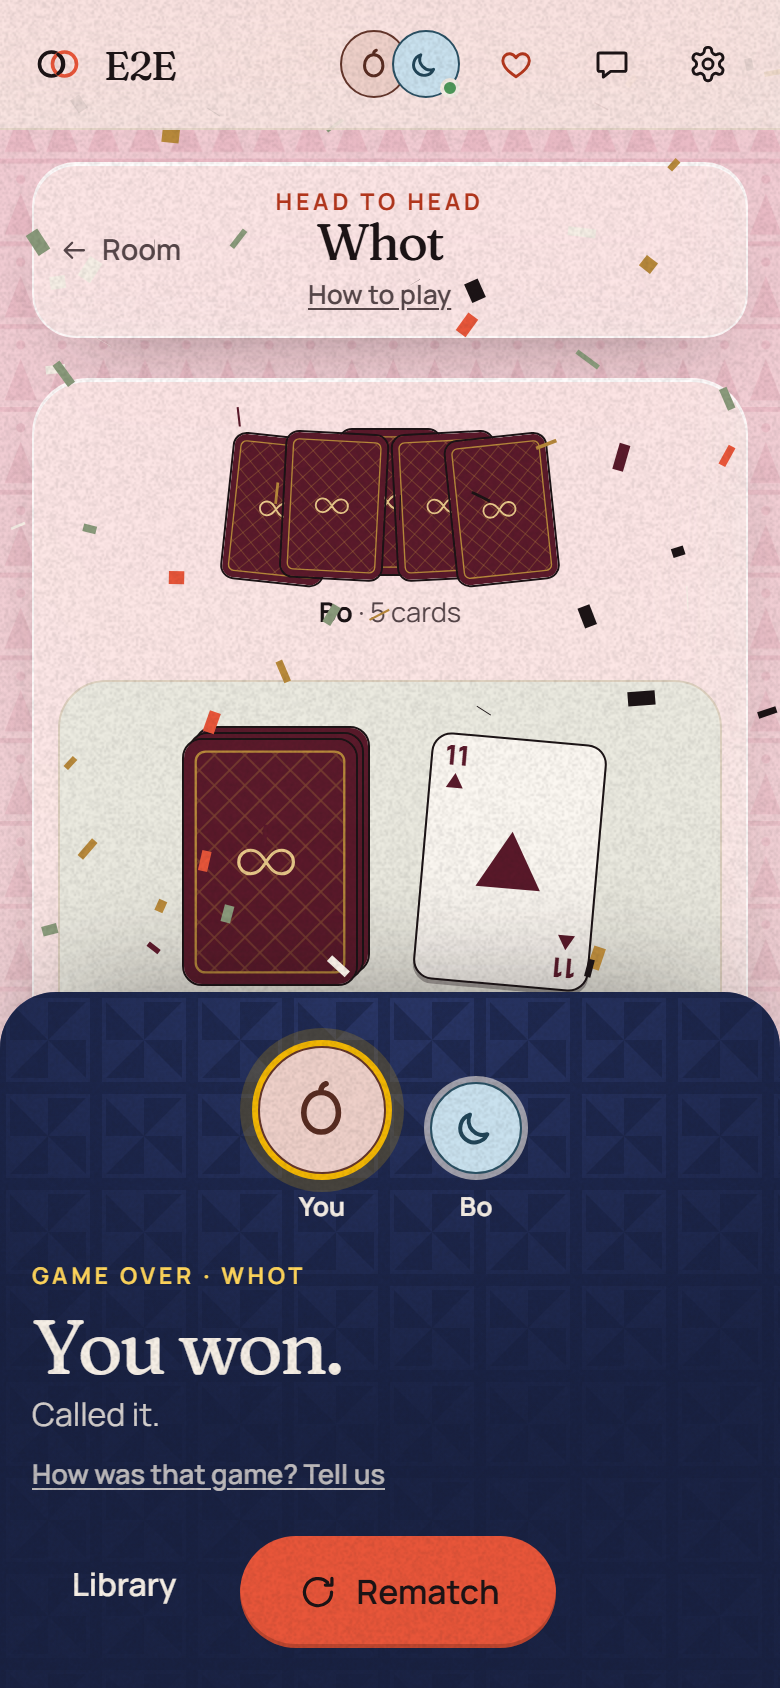 E2E
HEAD TO HEAD
← Room
Whot
How to play
Bo · 5 cards
11
11
You
Bo
GAME OVER · WHOT
You won.
Called it.
How was that game? Tell us
Library
Rematch